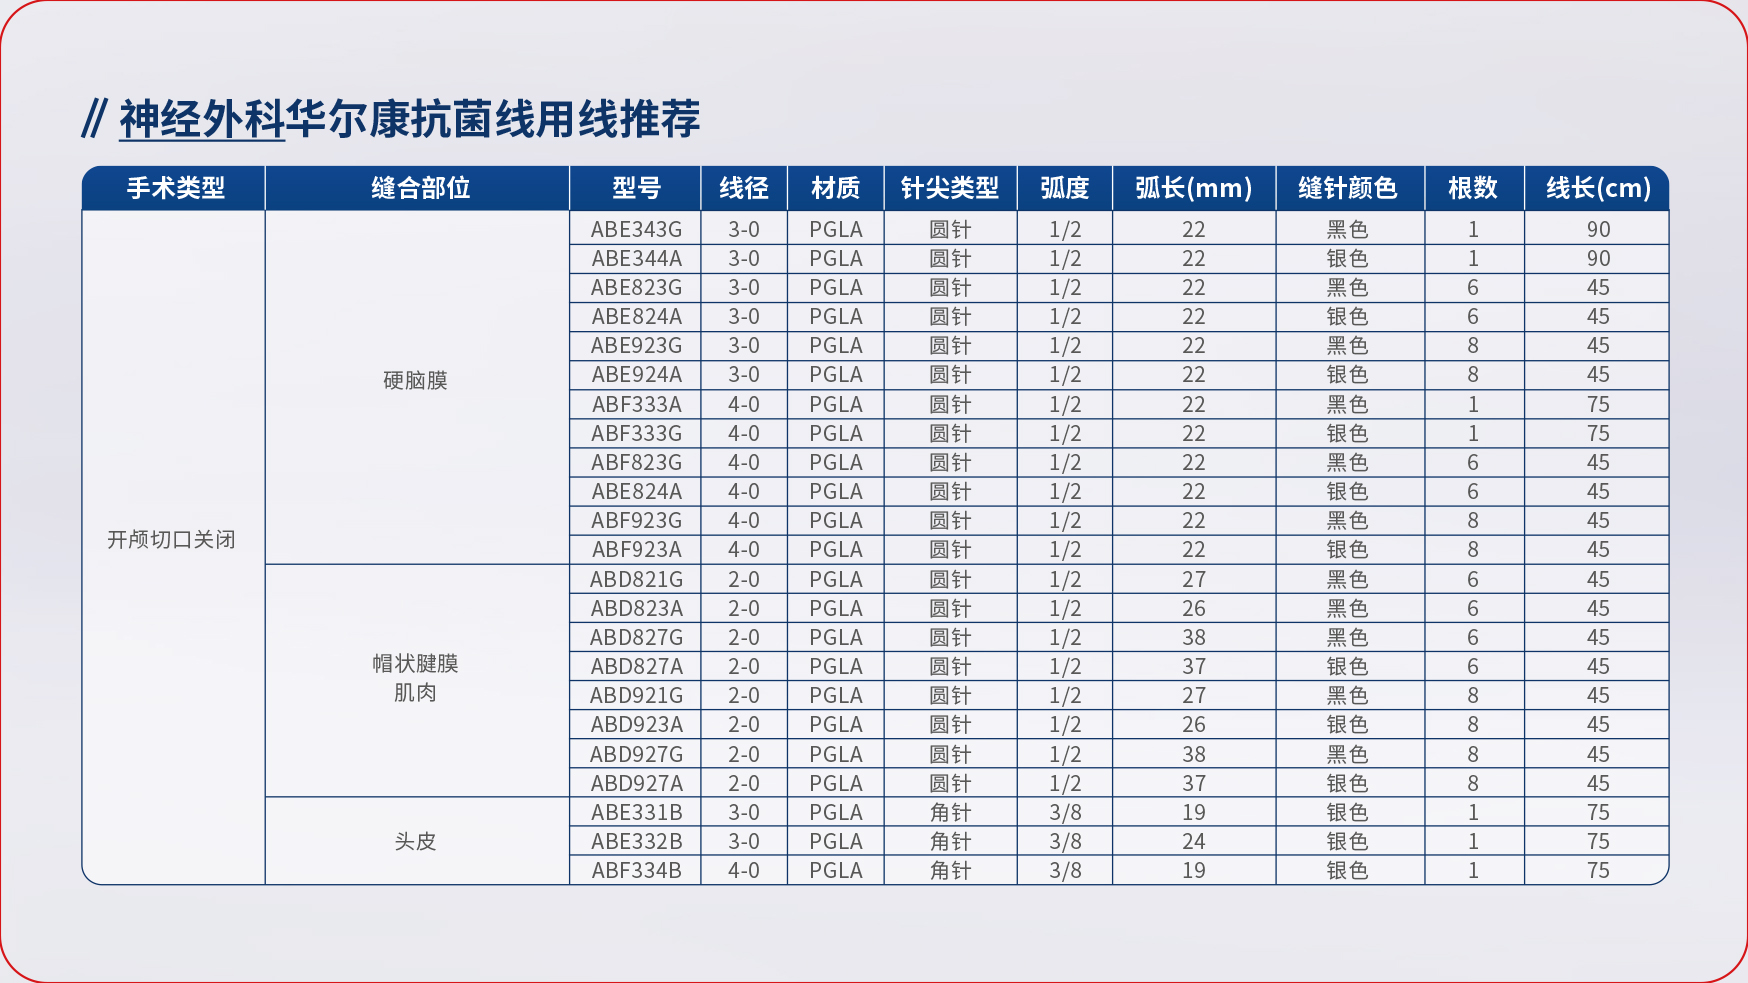 // 神经外科华尔康抗菌线用线推荐
手术类型 缝合部位 型号 线径 材质 针尖类型 弧度 弧长(mm) 缝针颜色 根数 线长(cm)
开颅切口关闭
硬脑膜
ABE343G 3-0 PGLA 圆针 1/2 22 黑色 1 90
ABE344A 3-0 PGLA 圆针 1/2 22 银色 1 90
ABE823G 3-0 PGLA 圆针 1/2 22 黑色 6 45
ABE824A 3-0 PGLA 圆针 1/2 22 银色 6 45
ABE923G 3-0 PGLA 圆针 1/2 22 黑色 8 45
ABE924A 3-0 PGLA 圆针 1/2 22 银色 8 45
ABF333A 4-0 PGLA 圆针 1/2 22 黑色 1 75
ABF333G 4-0 PGLA 圆针 1/2 22 银色 1 75
ABF823G 4-0 PGLA 圆针 1/2 22 黑色 6 45
ABE824A 4-0 PGLA 圆针 1/2 22 银色 6 45
ABF923G 4-0 PGLA 圆针 1/2 22 黑色 8 45
ABF923A 4-0 PGLA 圆针 1/2 22 银色 8 45
帽状腱膜
肌肉
ABD821G 2-0 PGLA 圆针 1/2 27 黑色 6 45
ABD823A 2-0 PGLA 圆针 1/2 26 黑色 6 45
ABD827G 2-0 PGLA 圆针 1/2 38 黑色 6 45
ABD827A 2-0 PGLA 圆针 1/2 37 银色 6 45
ABD921G 2-0 PGLA 圆针 1/2 27 黑色 8 45
ABD923A 2-0 PGLA 圆针 1/2 26 银色 8 45
ABD927G 2-0 PGLA 圆针 1/2 38 黑色 8 45
ABD927A 2-0 PGLA 圆针 1/2 37 银色 8 45
头皮
ABE331B 3-0 PGLA 角针 3/8 19 银色 1 75
ABE332B 3-0 PGLA 角针 3/8 24 银色 1 75
ABF334B 4-0 PGLA 角针 3/8 19 银色 1 75